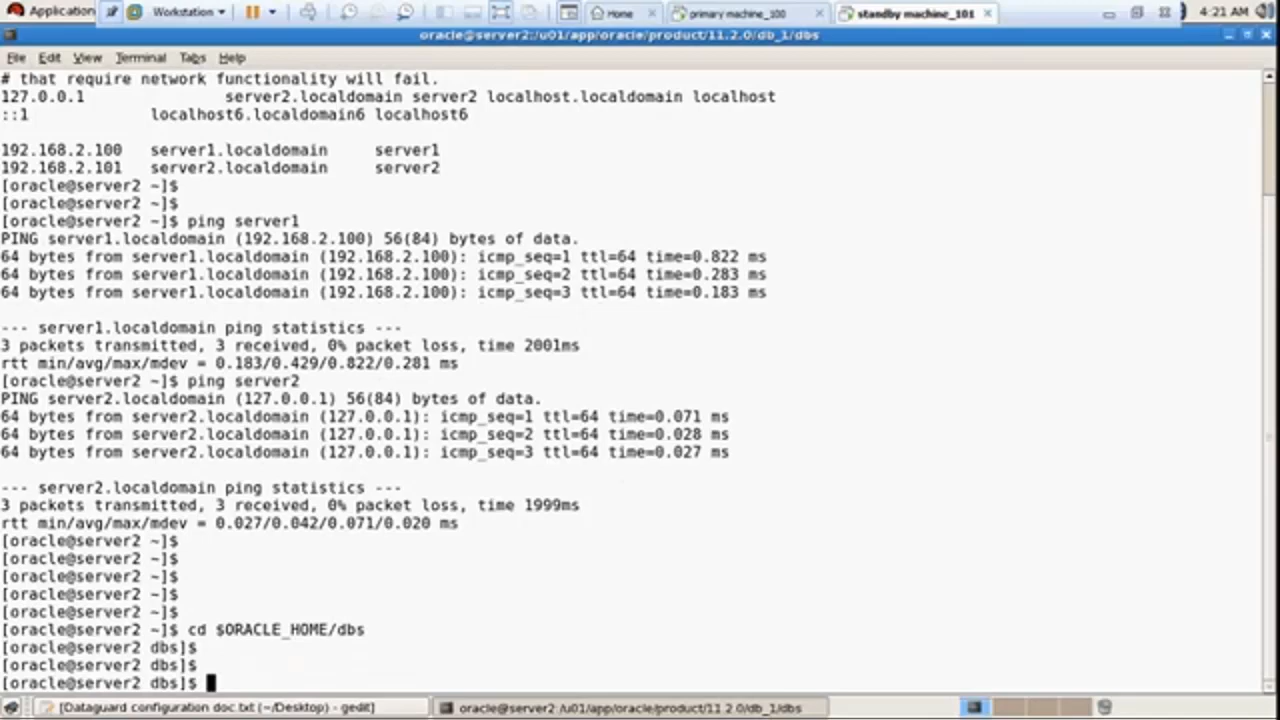 Application Workstation Home primary machine_100 standby machine_101 4:21 AM
oracle@server2:/u01/app/oracle/product/11.2.0/db_1/dbs
File Edit View Terminal Tabs Help
# that require network functionality will fail.
127.0.0.1 server2.localdomain server2 localhost.localdomain localhost
::1 localhost6.localdomain6 localhost6
192.168.2.100 server1.localdomain server1
192.168.2.101 server2.localdomain server2
[oracle@server2 ~]$
[oracle@server2 ~]$
[oracle@server2 ~]$ ping server1
PING server1.localdomain (192.168.2.100) 56(84) bytes of data.
64 bytes from server1.localdomain (192.168.2.100): icmp_seq=1 ttl=64 time=0.822 ms
64 bytes from server1.localdomain (192.168.2.100): icmp_seq=2 ttl=64 time=0.283 ms
64 bytes from server1.localdomain (192.168.2.100): icmp_seq=3 ttl=64 time=0.183 ms
--- server1.localdomain ping statistics ---
3 packets transmitted, 3 received, 0% packet loss, time 2001ms
rtt min/avg/max/mdev = 0.183/0.429/0.822/0.281 ms
[oracle@server2 ~]$ ping server2
PING server2.localdomain (127.0.0.1) 56(84) bytes of data.
64 bytes from server2.localdomain (127.0.0.1): icmp_seq=1 ttl=64 time=0.071 ms
64 bytes from server2.localdomain (127.0.0.1): icmp_seq=2 ttl=64 time=0.028 ms
64 bytes from server2.localdomain (127.0.0.1): icmp_seq=3 ttl=64 time=0.027 ms
--- server2.localdomain ping statistics ---
3 packets transmitted, 3 received, 0% packet loss, time 1999ms
rtt min/avg/max/mdev = 0.027/0.042/0.071/0.020 ms
[oracle@server2 ~]$
[oracle@server2 ~]$
[oracle@server2 ~]$
[oracle@server2 ~]$
[oracle@server2 ~]$
[oracle@server2 ~]$ cd $ORACLE_HOME/dbs
[oracle@server2 dbs]$
[oracle@server2 dbs]$
[oracle@server2 dbs]$
[Dataguard configuration doc.txt (~/Desktop) - gedit] oracle@server2:/u01/app/oracle/product/11.2.0/db_1/dbs